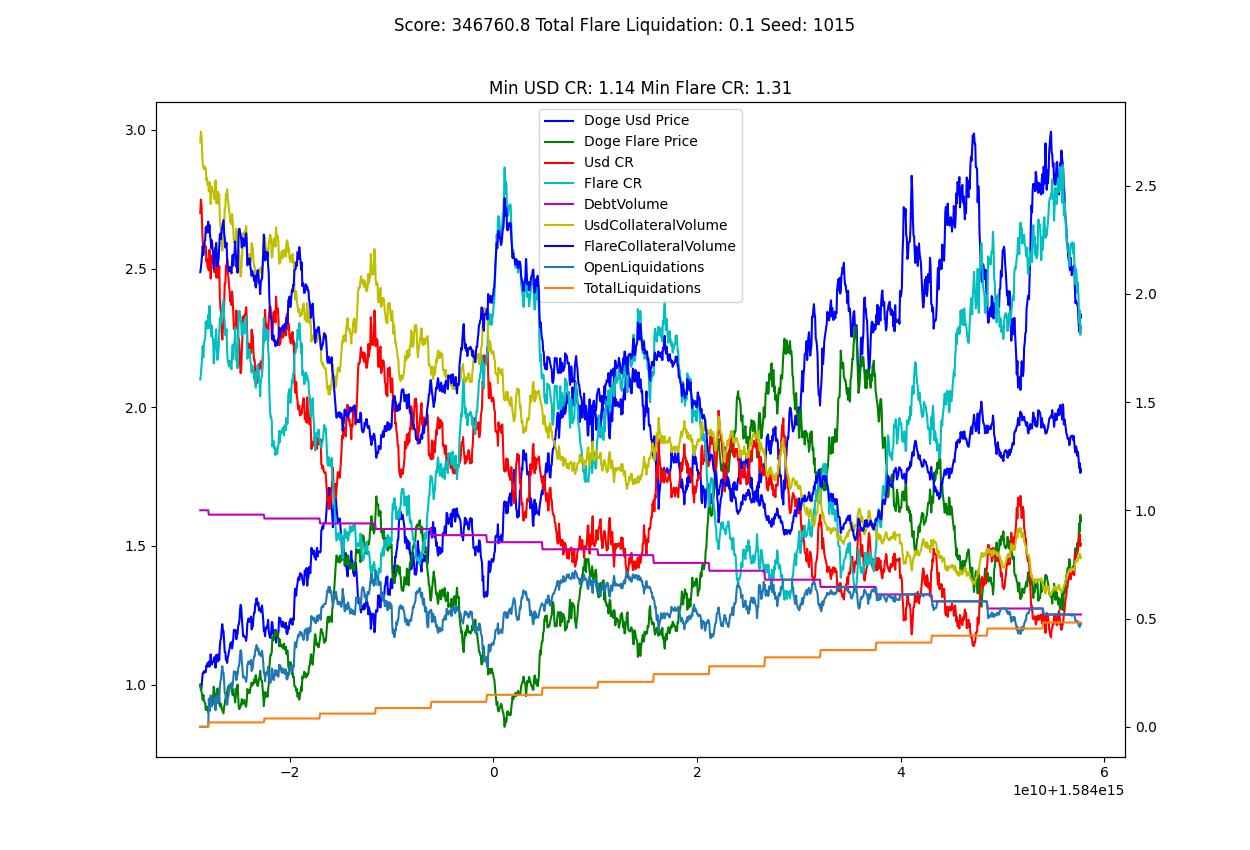 Score: 346760.8 Total Flare Liquidation: 0.1 Seed: 1015
Min USD CR: 1.14 Min Flare CR: 1.31
Doge Usd Price
Doge Flare Price
Usd CR
Flare CR
DebtVolume
UsdCollateralVolume
FlareCollateralVolume
OpenLiquidations
TotalLiquidations
3.0
2.5
2.0
1.5
1.0
2.5
2.0
1.5
1.0
0.5
0.0
−2 0 2 4 6
1e10+1.584e15